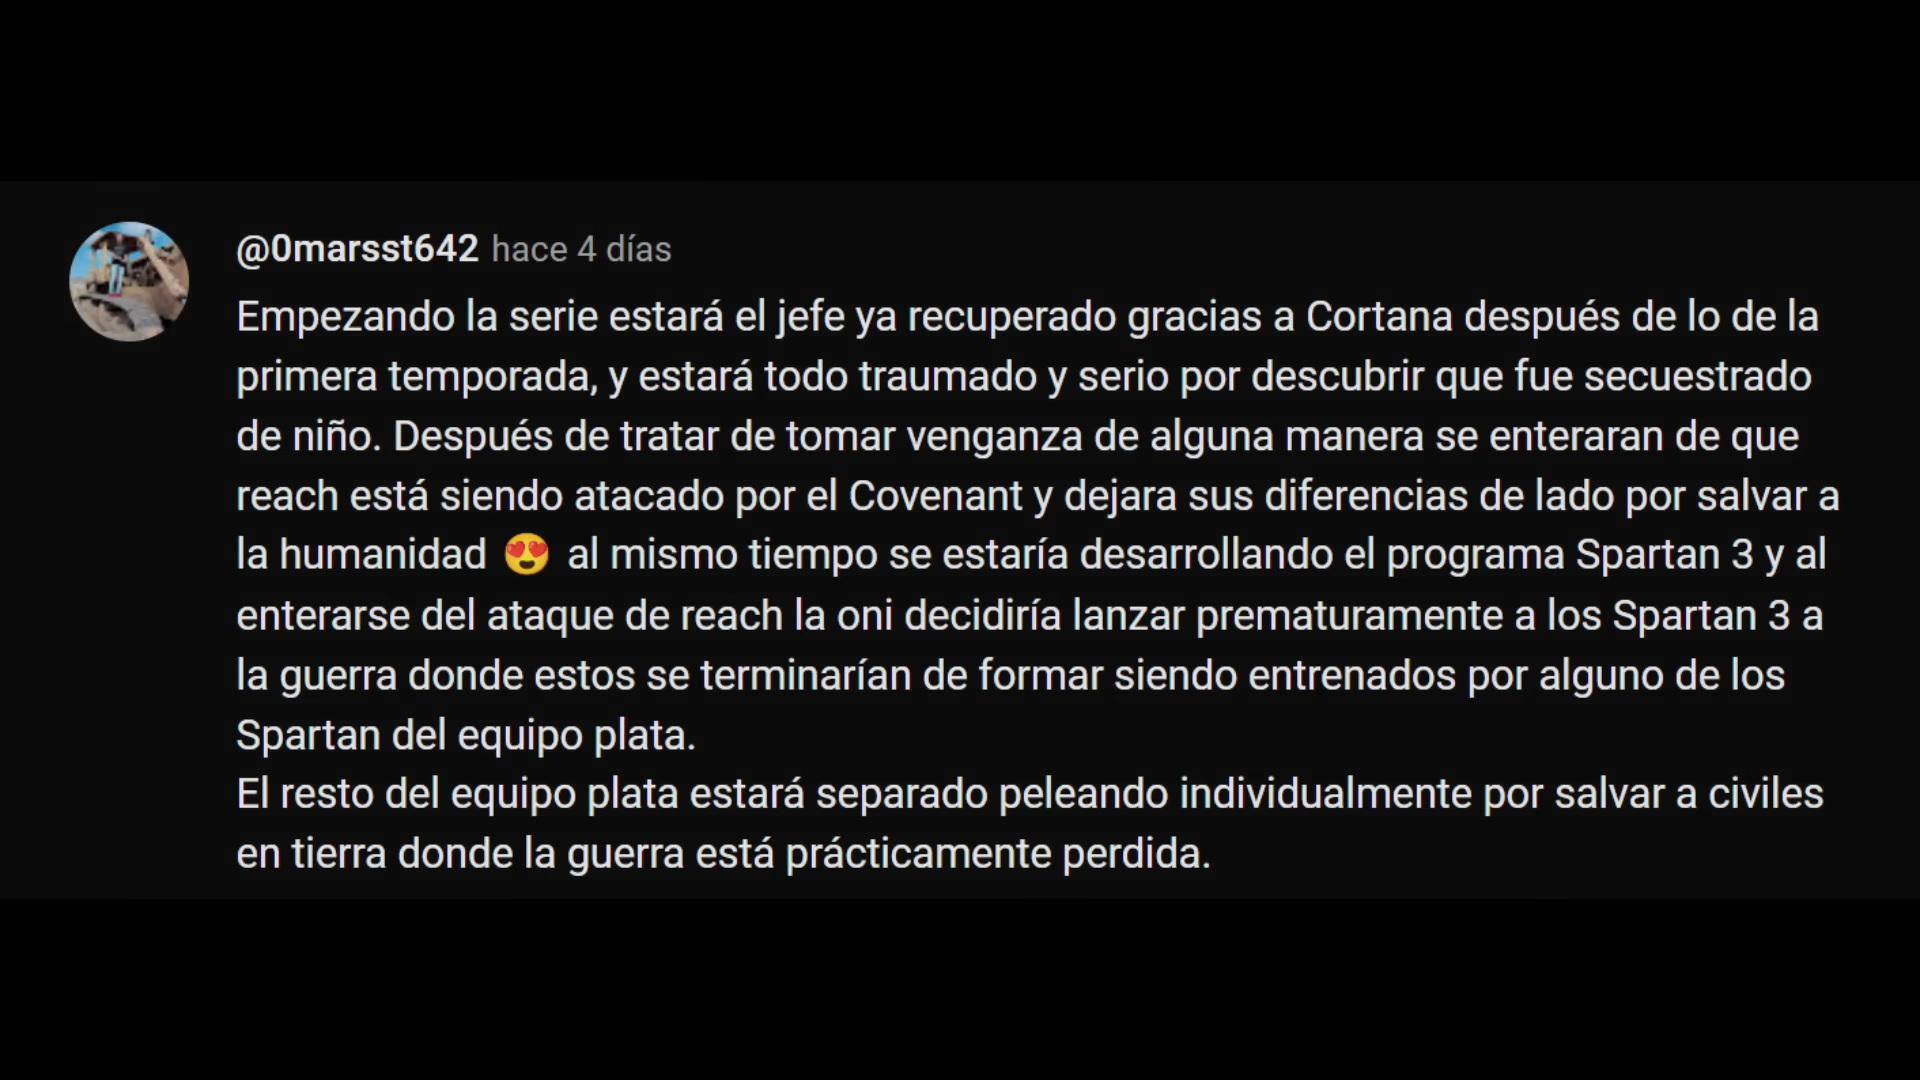 @0marsst642 hace 4 días
Empezando la serie estará el jefe ya recuperado gracias a Cortana después de lo de la
primera temporada, y estará todo traumado y serio por descubrir que fue secuestrado
de niño. Después de tratar de tomar venganza de alguna manera se enteraran de que
reach está siendo atacado por el Covenant y dejara sus diferencias de lado por salvar a
la humanidad 😍 al mismo tiempo se estaría desarrollando el programa Spartan 3 y al
enterarse del ataque de reach la oni decidiría lanzar prematuramente a los Spartan 3 a
la guerra donde estos se terminarían de formar siendo entrenados por alguno de los
Spartan del equipo plata.
El resto del equipo plata estará separado peleando individualmente por salvar a civiles
en tierra donde la guerra está prácticamente perdida.